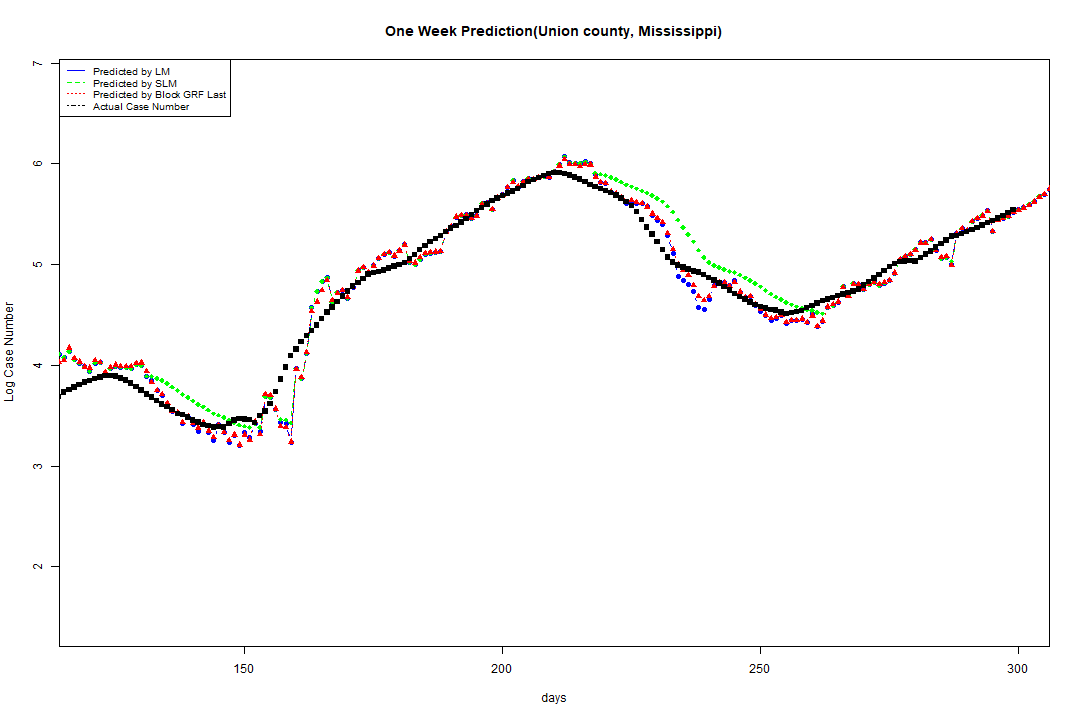 One Week Prediction(Union county, Mississippi)
Predicted by LM
Predicted by SLM
Predicted by Block GRF Last
Actual Case Number
7
6
5
4
3
2
Log Case Number
150
200
250
300
days